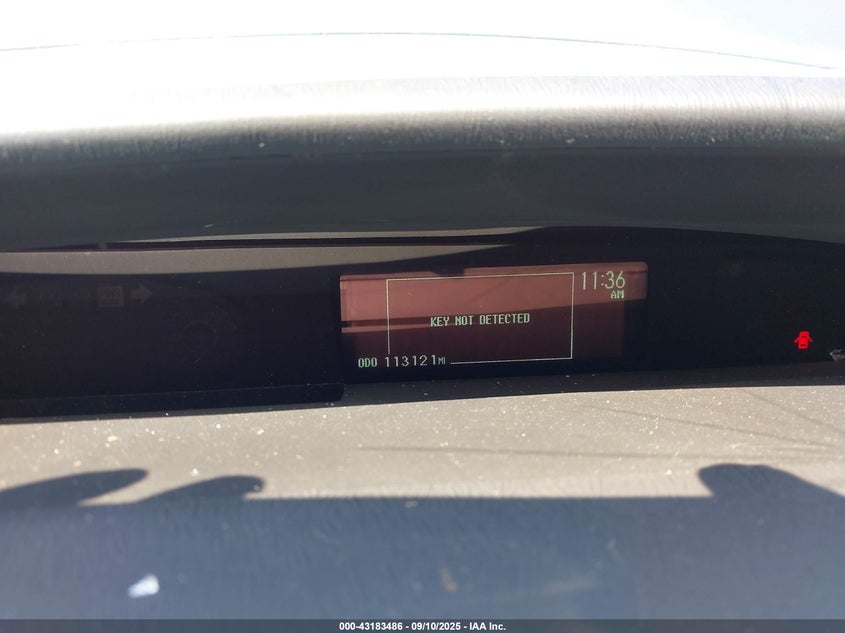 11:36
AM
KEY NOT DETECTED
ODO 113121MI
000-43183486 - 09/10/2025 - IAA Inc.